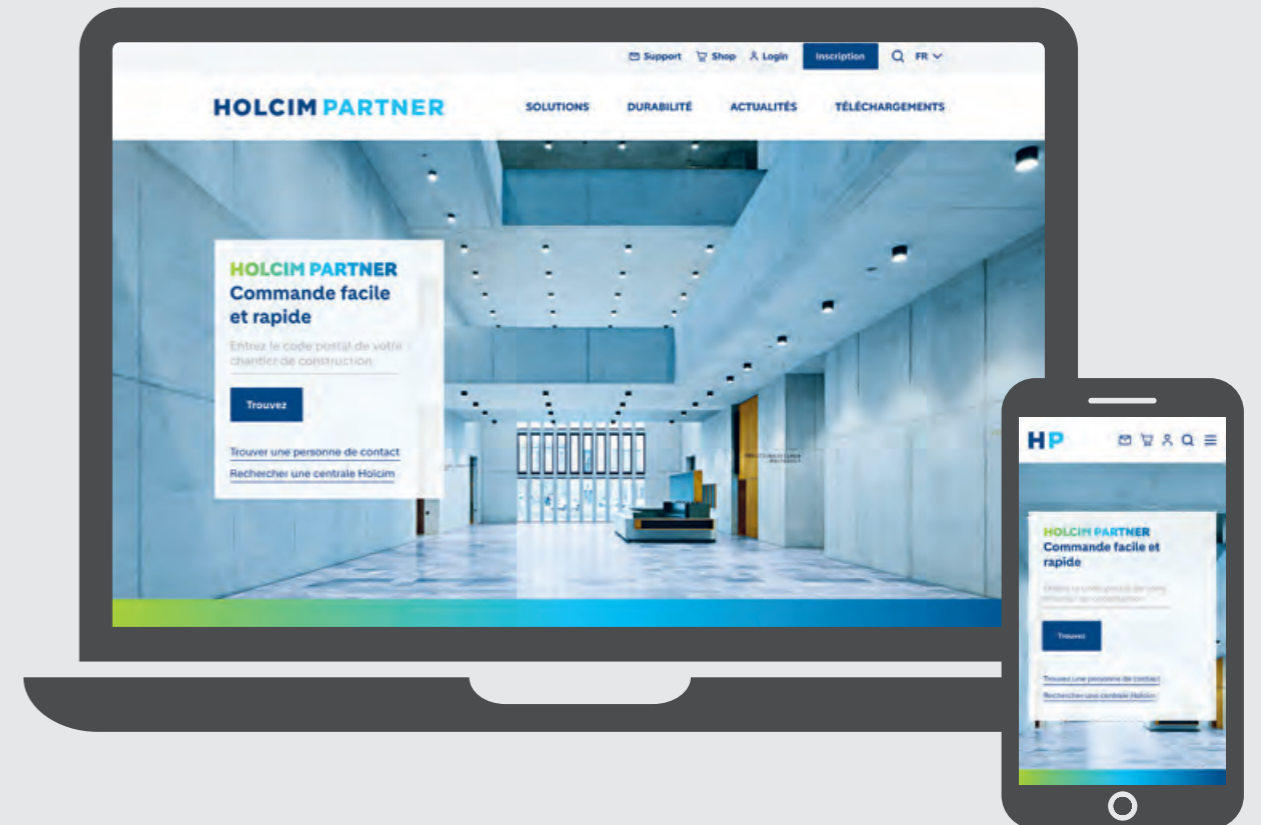 Support Shop Login Inscription FR
HOLCIM PARTNER SOLUTIONS DURABILITÉ ACTUALITÉS TÉLÉCHARGEMENTS
HOLCIM PARTNER
Commande facile
et rapide
Entrez le code postal de votre
chantier de construction
Trouvez
Trouver une personne de contact
Rechercher une centrale Holcim
HP
HOLCIM PARTNER
Commande facile et
rapide
Trouvez
Trouvez une personne de contact
Rechercher une centrale Holcim